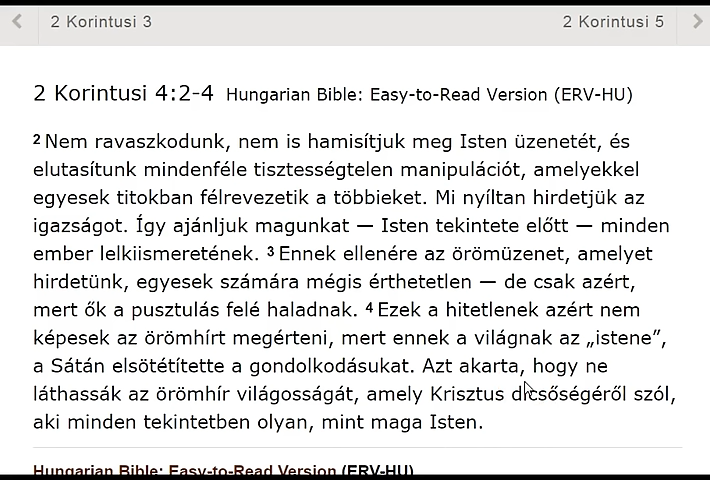 2 Korintusi 3 2 Korintusi 5
2 Korintusi 4:2-4 Hungarian Bible: Easy-to-Read Version (ERV-HU)
2 Nem ravaszkodunk, nem is hamisítjuk meg Isten üzenetét, és
elutasítunk mindenféle tisztességtelen manipulációt, amelyekkel
egyesek titokban félrevezetik a többieket. Mi nyíltan hirdetjük az
igazságot. Így ajánljuk magunkat — Isten tekintete előtt — minden
ember lelkiismeretének. 3 Ennek ellenére az örömüzenet, amelyet
hirdetünk, egyesek számára mégis érthetetlen — de csak azért,
mert ők a pusztulás felé haladnak. 4 Ezek a hitetlenek azért nem
képesek az örömhírt megérteni, mert ennek a világnak az „istene”,
a Sátán elsötétítette a gondolkodásukat. Azt akarta, hogy ne
láthassák az örömhír világosságát, amely Krisztus dicsőségéről szól,
aki minden tekintetben olyan, mint maga Isten.
Hungarian Bible: Easy-to-Read Version (ERV-HU)